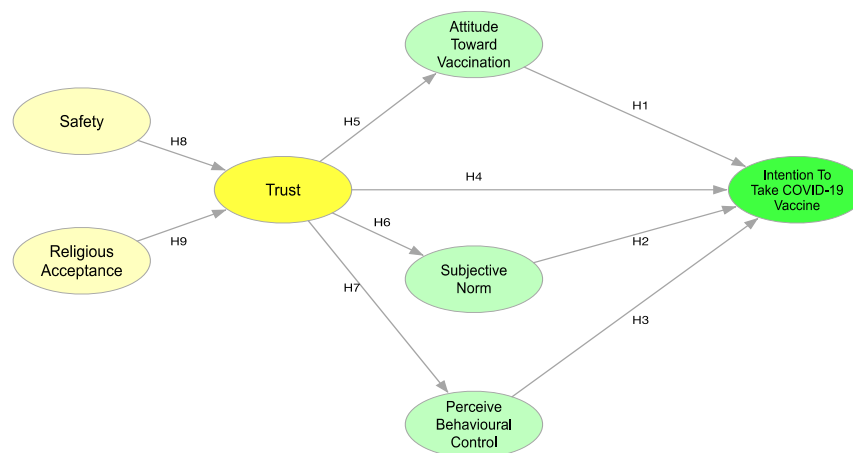 Attitude
Toward
Vaccination
H1
Safety
H5
H8
Intention To
Take COVID-19
Vaccine
H4
Trust
H6
H9
Religious
Acceptance
H2
Subjective
Norm
H7
H3
Perceive
Behavioural
Control